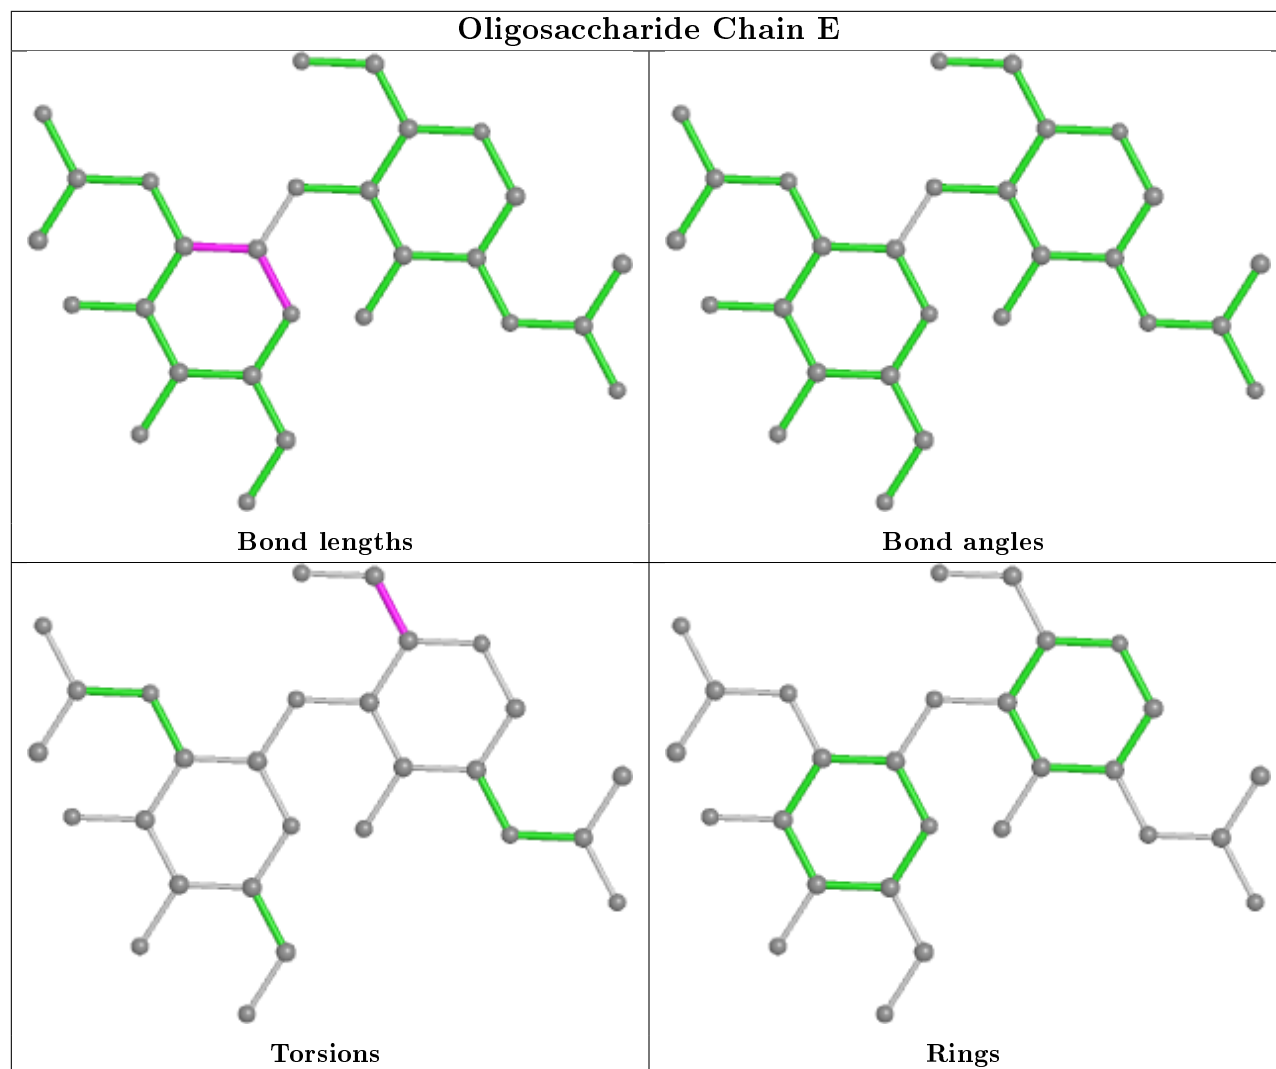 Oligosaccharide Chain E
Bond lengths
Bond angles
Torsions
Rings